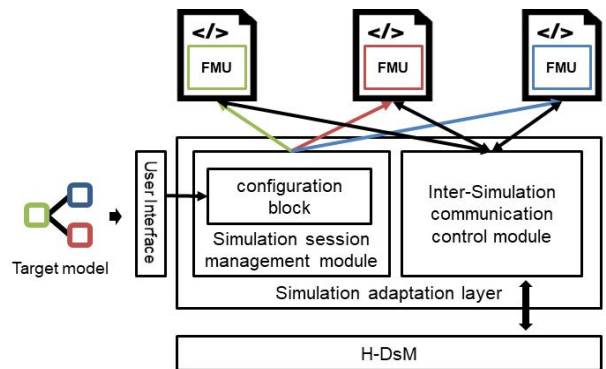 </>
FMU
</>
FMU
</>
FMU
User Interface
configuration
block
Simulation session
management module
Inter-Simulation
communication
control module
Target model
Simulation adaptation layer
H-DsM